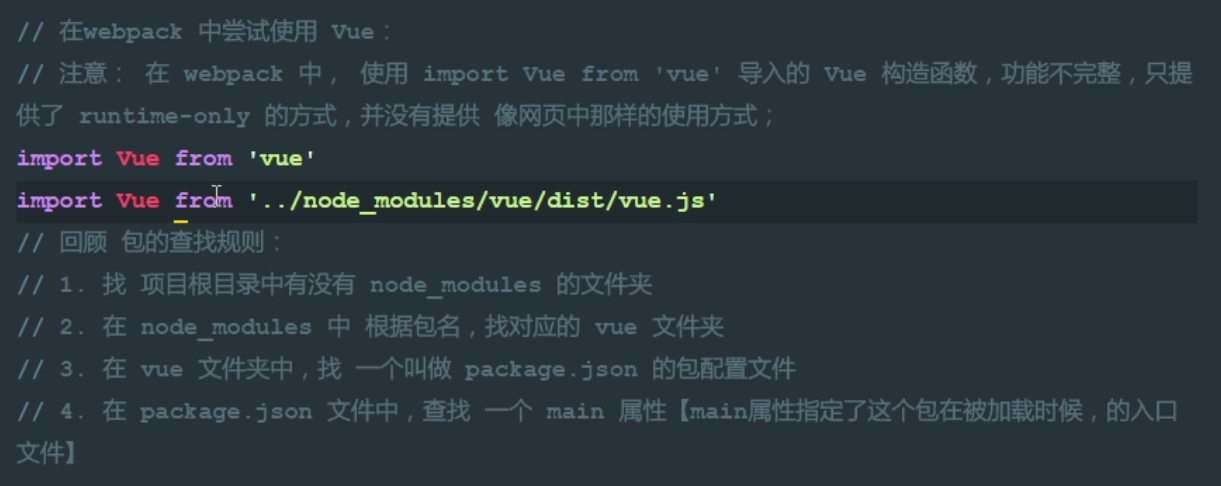 // 在webpack 中尝试使用 Vue：
// 注意： 在 webpack 中， 使用 import Vue from 'vue' 导入的 Vue 构造函数，功能不完整，只提
供了 runtime-only 的方式，并没有提供 像网页中那样的使用方式；
import Vue from 'vue'
import Vue from '../node_modules/vue/dist/vue.js'
// 回顾 包的查找规则：
// 1. 找 项目根目录中有没有 node_modules 的文件夹
// 2. 在 node_modules 中 根据包名，找对应的 vue 文件夹
// 3. 在 vue 文件夹中，找 一个叫做 package.json 的包配置文件
// 4. 在 package.json 文件中，查找 一个 main 属性【main属性指定了这个包在被加载时候，的入口
文件】